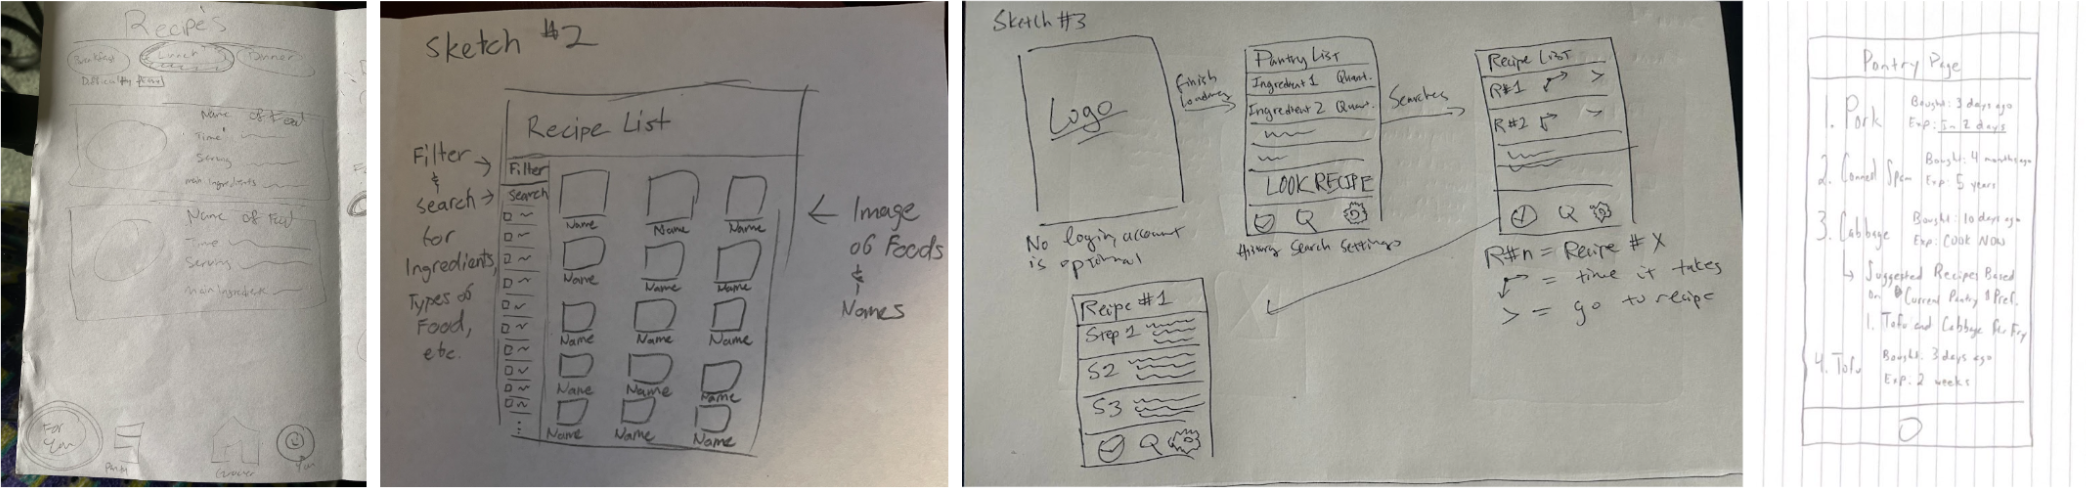 Recipe's
Breakfast Lunch Dinner
Difficulty
Name of Food
Time:
Serving
main ingredients
Name of Food
Time
Serving
Main Ingredients
For You
You
Sketch #2
Recipe List
Filter
Search
Filter
&
Search
for
Ingredients,
Types of
Food,
etc.
Name Name Name
Name Name Name
Name Name Name
Name Name Name
Name Name Name
Image
of Foods
&
Names
Sketch #3
Logo
No login, account
is optional
Finish
loading
Pantry List
Ingredient 1 Quant.
Ingredient 2 Quant.
LOOK RECIPE
History Search Settings
Searches
Recipe List
R#1 >
R#2 >
R#n = Recipe # X
= time it takes
> = go to recipe
Recipe #1
Step 1
S2
S3
Pantry Page
1. Pork
Bought: 3 days ago
Exp: in 2 days
2. Canned Spam
Bought: 4 months ago
Exp: 5 years
3. Cabbage
Bought: 10 days ago
Exp: COOK NOW
↳ Suggested Recipes Based
on Current Pantry & Pref.
1. Tofu and Cabbage
4. Tofu
Bought: 3 days ago
Exp: 2 weeks